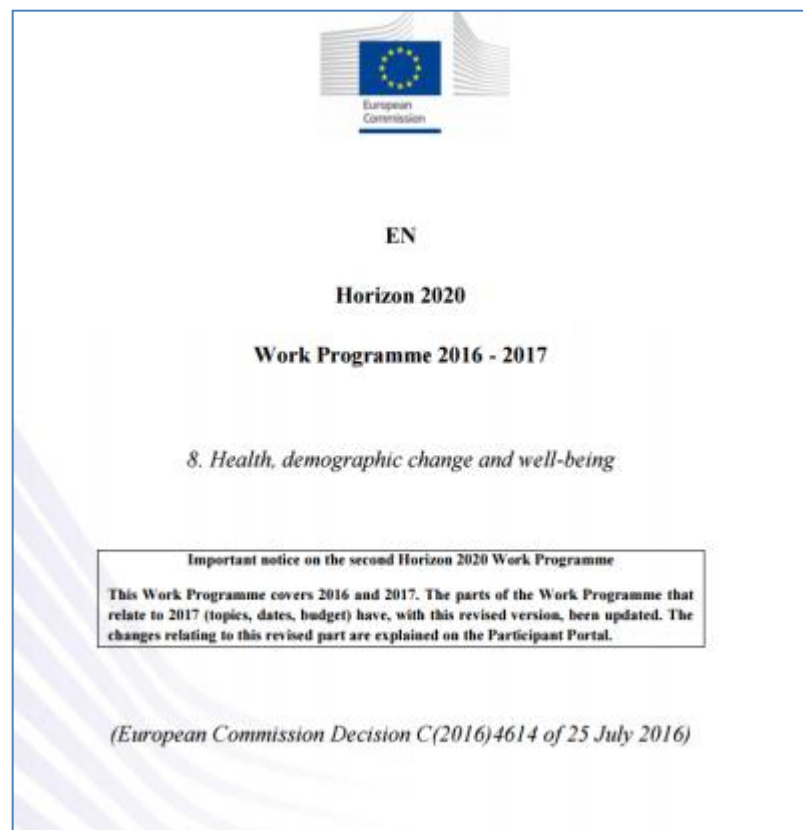 European
Commission
EN
Horizon 2020
Work Programme 2016 - 2017
8. Health, demographic change and well-being
Important notice on the second Horizon 2020 Work Programme
This Work Programme covers 2016 and 2017. The parts of the Work Programme that
relate to 2017 (topics, dates, budget) have, with this revised version, been updated. The
changes relating to this revised part are explained on the Participant Portal.
(European Commission Decision C(2016)4614 of 25 July 2016)